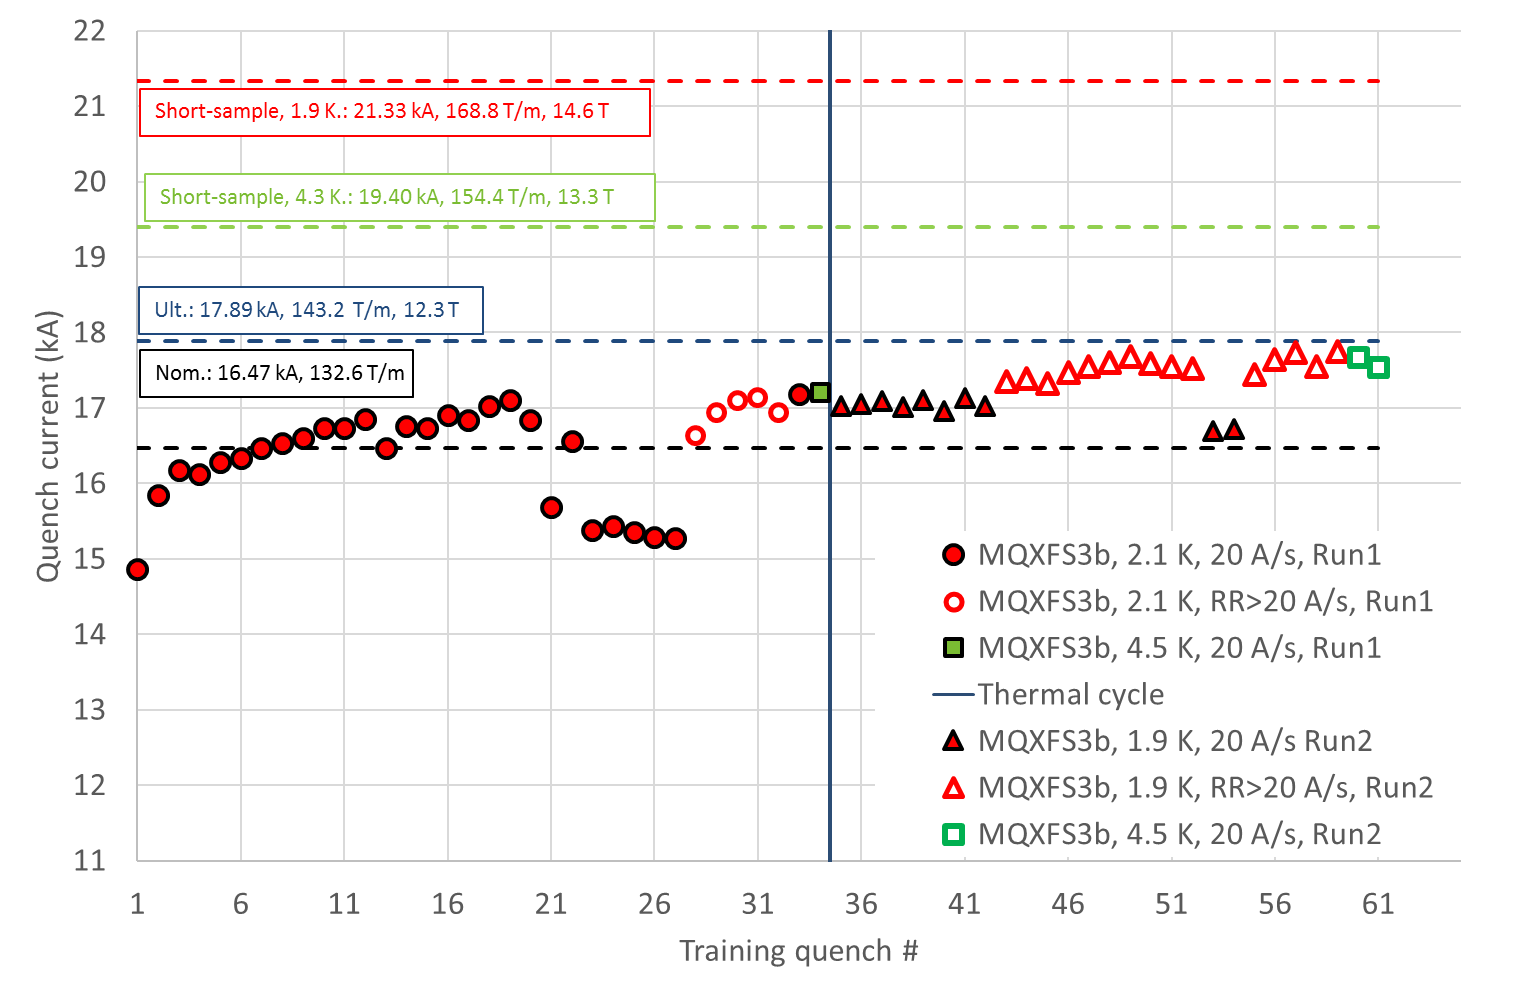 22
21
20
19
18
17
16
15
14
13
12
11
Quench current (kA)
Short-sample, 1.9 K.: 21.33 kA, 168.8 T/m, 14.6 T
Short-sample, 4.3 K.: 19.40 kA, 154.4 T/m, 13.3 T
Ult.: 17.89 kA, 143.2 T/m, 12.3 T
Nom.: 16.47 kA, 132.6 T/m
MQXFS3b, 2.1 K, 20 A/s, Run1
MQXFS3b, 2.1 K, RR>20 A/s, Run1
MQXFS3b, 4.5 K, 20 A/s, Run1
Thermal cycle
MQXFS3b, 1.9 K, 20 A/s Run2
MQXFS3b, 1.9 K, RR>20 A/s, Run2
MQXFS3b, 4.5 K, 20 A/s, Run2
1 6 11 16 21 26 31 36 41 46 51 56 61
Training quench #